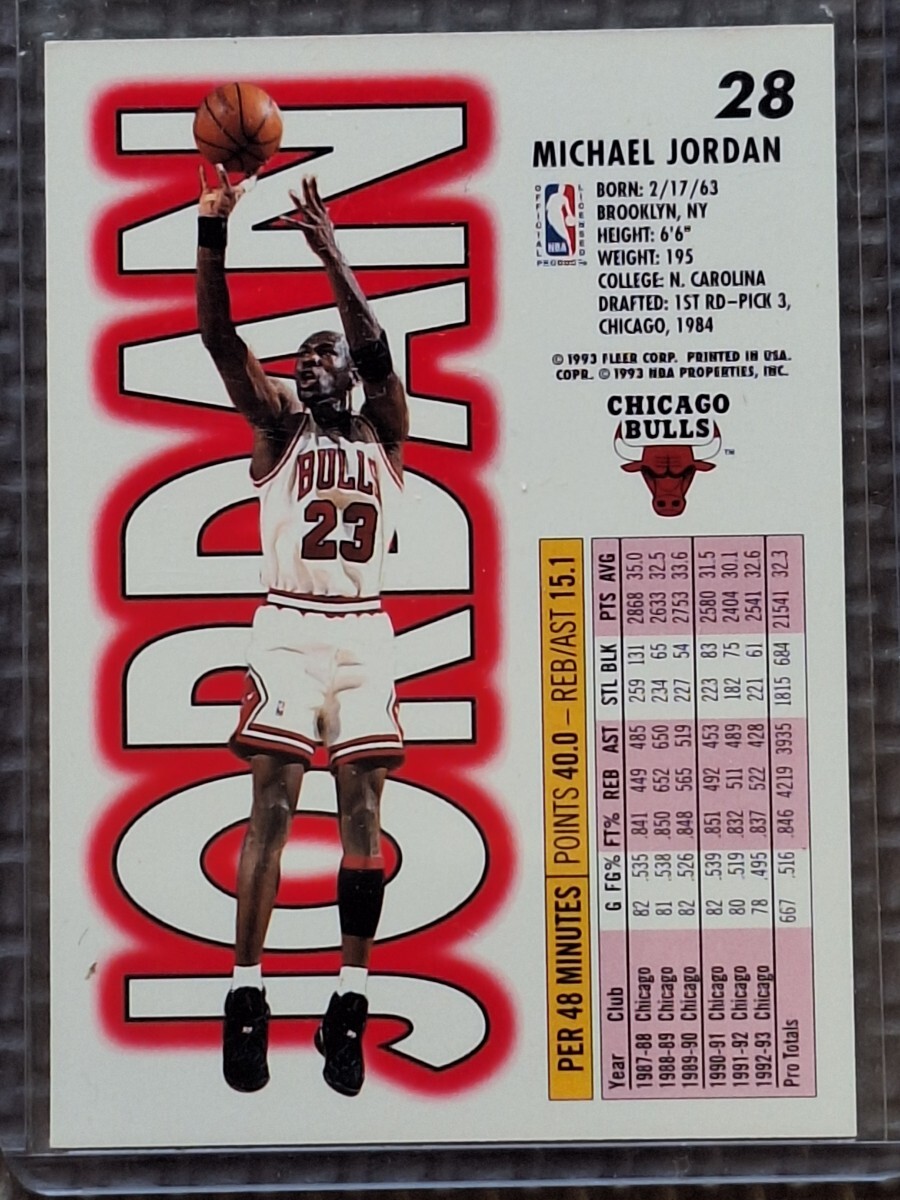 28
MICHAEL JORDAN
OFFICIAL LICENSED
NBA
PRODUCT
BORN: 2/17/63
BROOKLYN, NY
HEIGHT: 6'6"
WEIGHT: 195
COLLEGE: N. CAROLINA
DRAFTED: 1ST RD–PICK 3,
CHICAGO, 1984
© 1993 FLEER CORP. PRINTED IN USA.
COPR. © 1993 NBA PROPERTIES, INC.
CHICAGO
BULLS
TM
JORDAN
BULLS
23
PER 48 MINUTES POINTS 40.0 – REB/AST 15.1
Year Club G FG% FT% REB AST STL BLK PTS AVG
1987-88 Chicago 82 .535 .841 449 485 259 131 2868 35.0
1988-89 Chicago 81 .538 .850 652 650 234 65 2633 32.5
1989-90 Chicago 82 .526 .848 565 519 227 54 2753 33.6
1990-91 Chicago 82 .539 .851 492 453 223 83 2580 31.5
1991-92 Chicago 80 .519 .832 511 489 182 75 2404 30.1
1992-93 Chicago 78 .495 .837 522 428 221 61 2541 32.6
Pro Totals 667 .516 .846 4219 3935 1815 684 21541 32.3